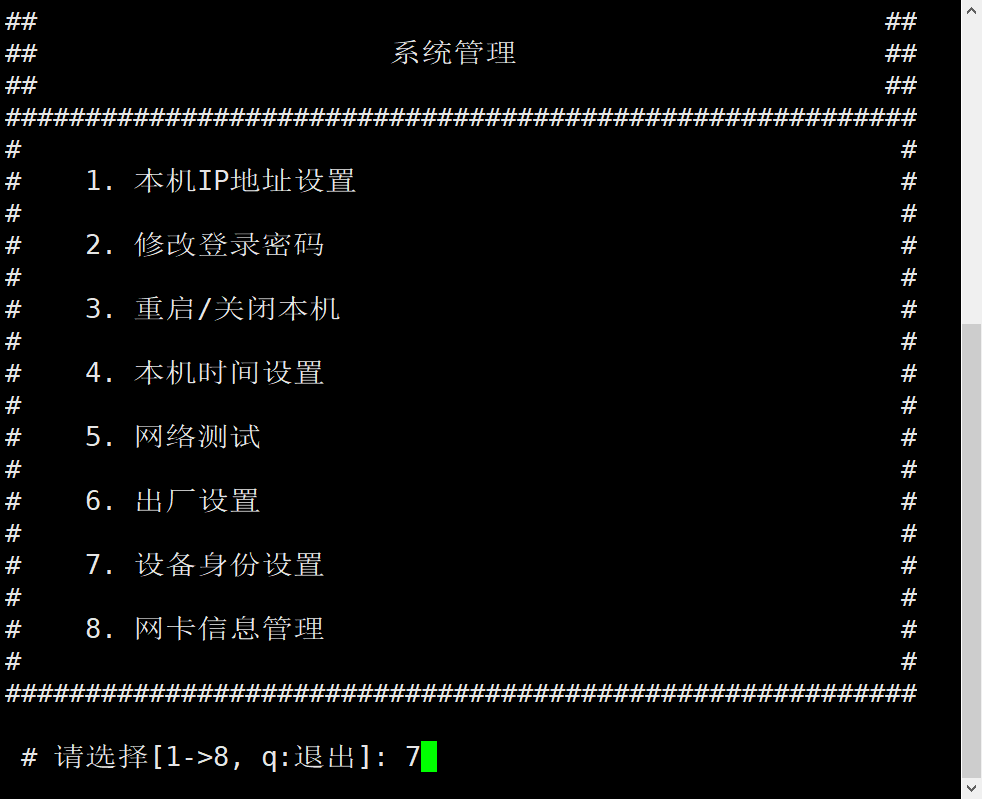 ## ##
## 系统管理 ##
## ##
#########################################################
# #
# 1. 本机IP地址设置 #
# #
# 2. 修改登录密码 #
# #
# 3. 重启/关闭本机 #
# #
# 4. 本机时间设置 #
# #
# 5. 网络测试 #
# #
# 6. 出厂设置 #
# #
# 7. 设备身份设置 #
# #
# 8. 网卡信息管理 #
# #
#########################################################
# 请选择[1->8, q:退出]: 7